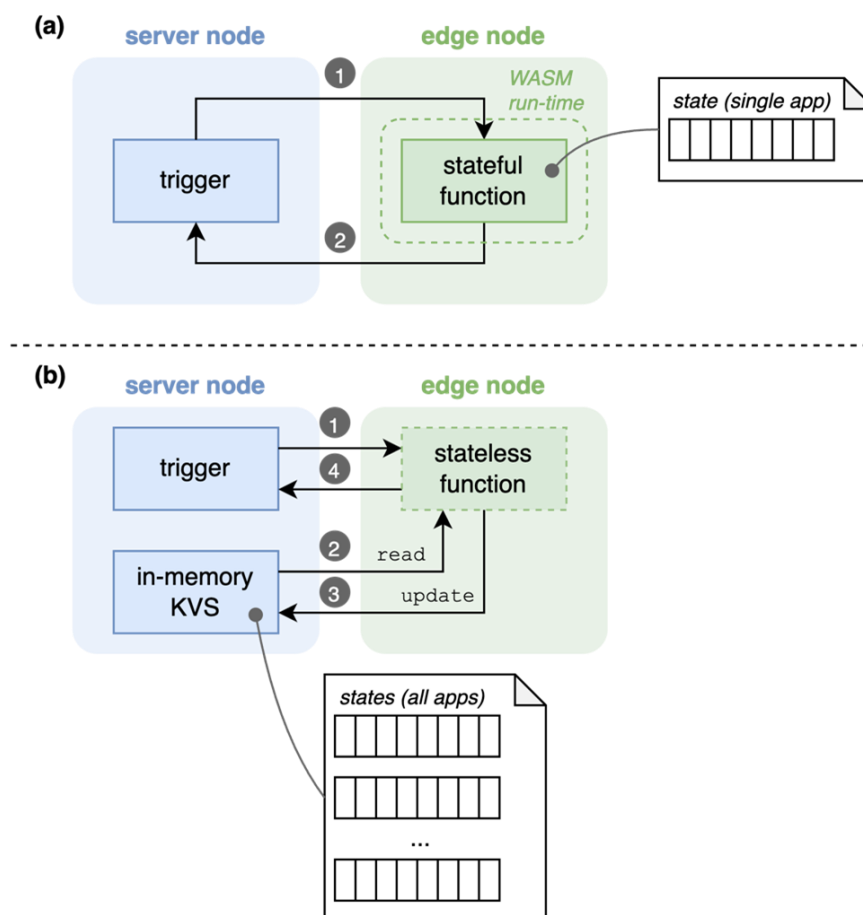 (a)
server node
edge node
1
WASM
run-time
state (single app)
trigger
stateful
function
2
(b)
server node
edge node
1
trigger
stateless
function
4
2
read
in-memory
KVS
3
update
states (all apps)
...